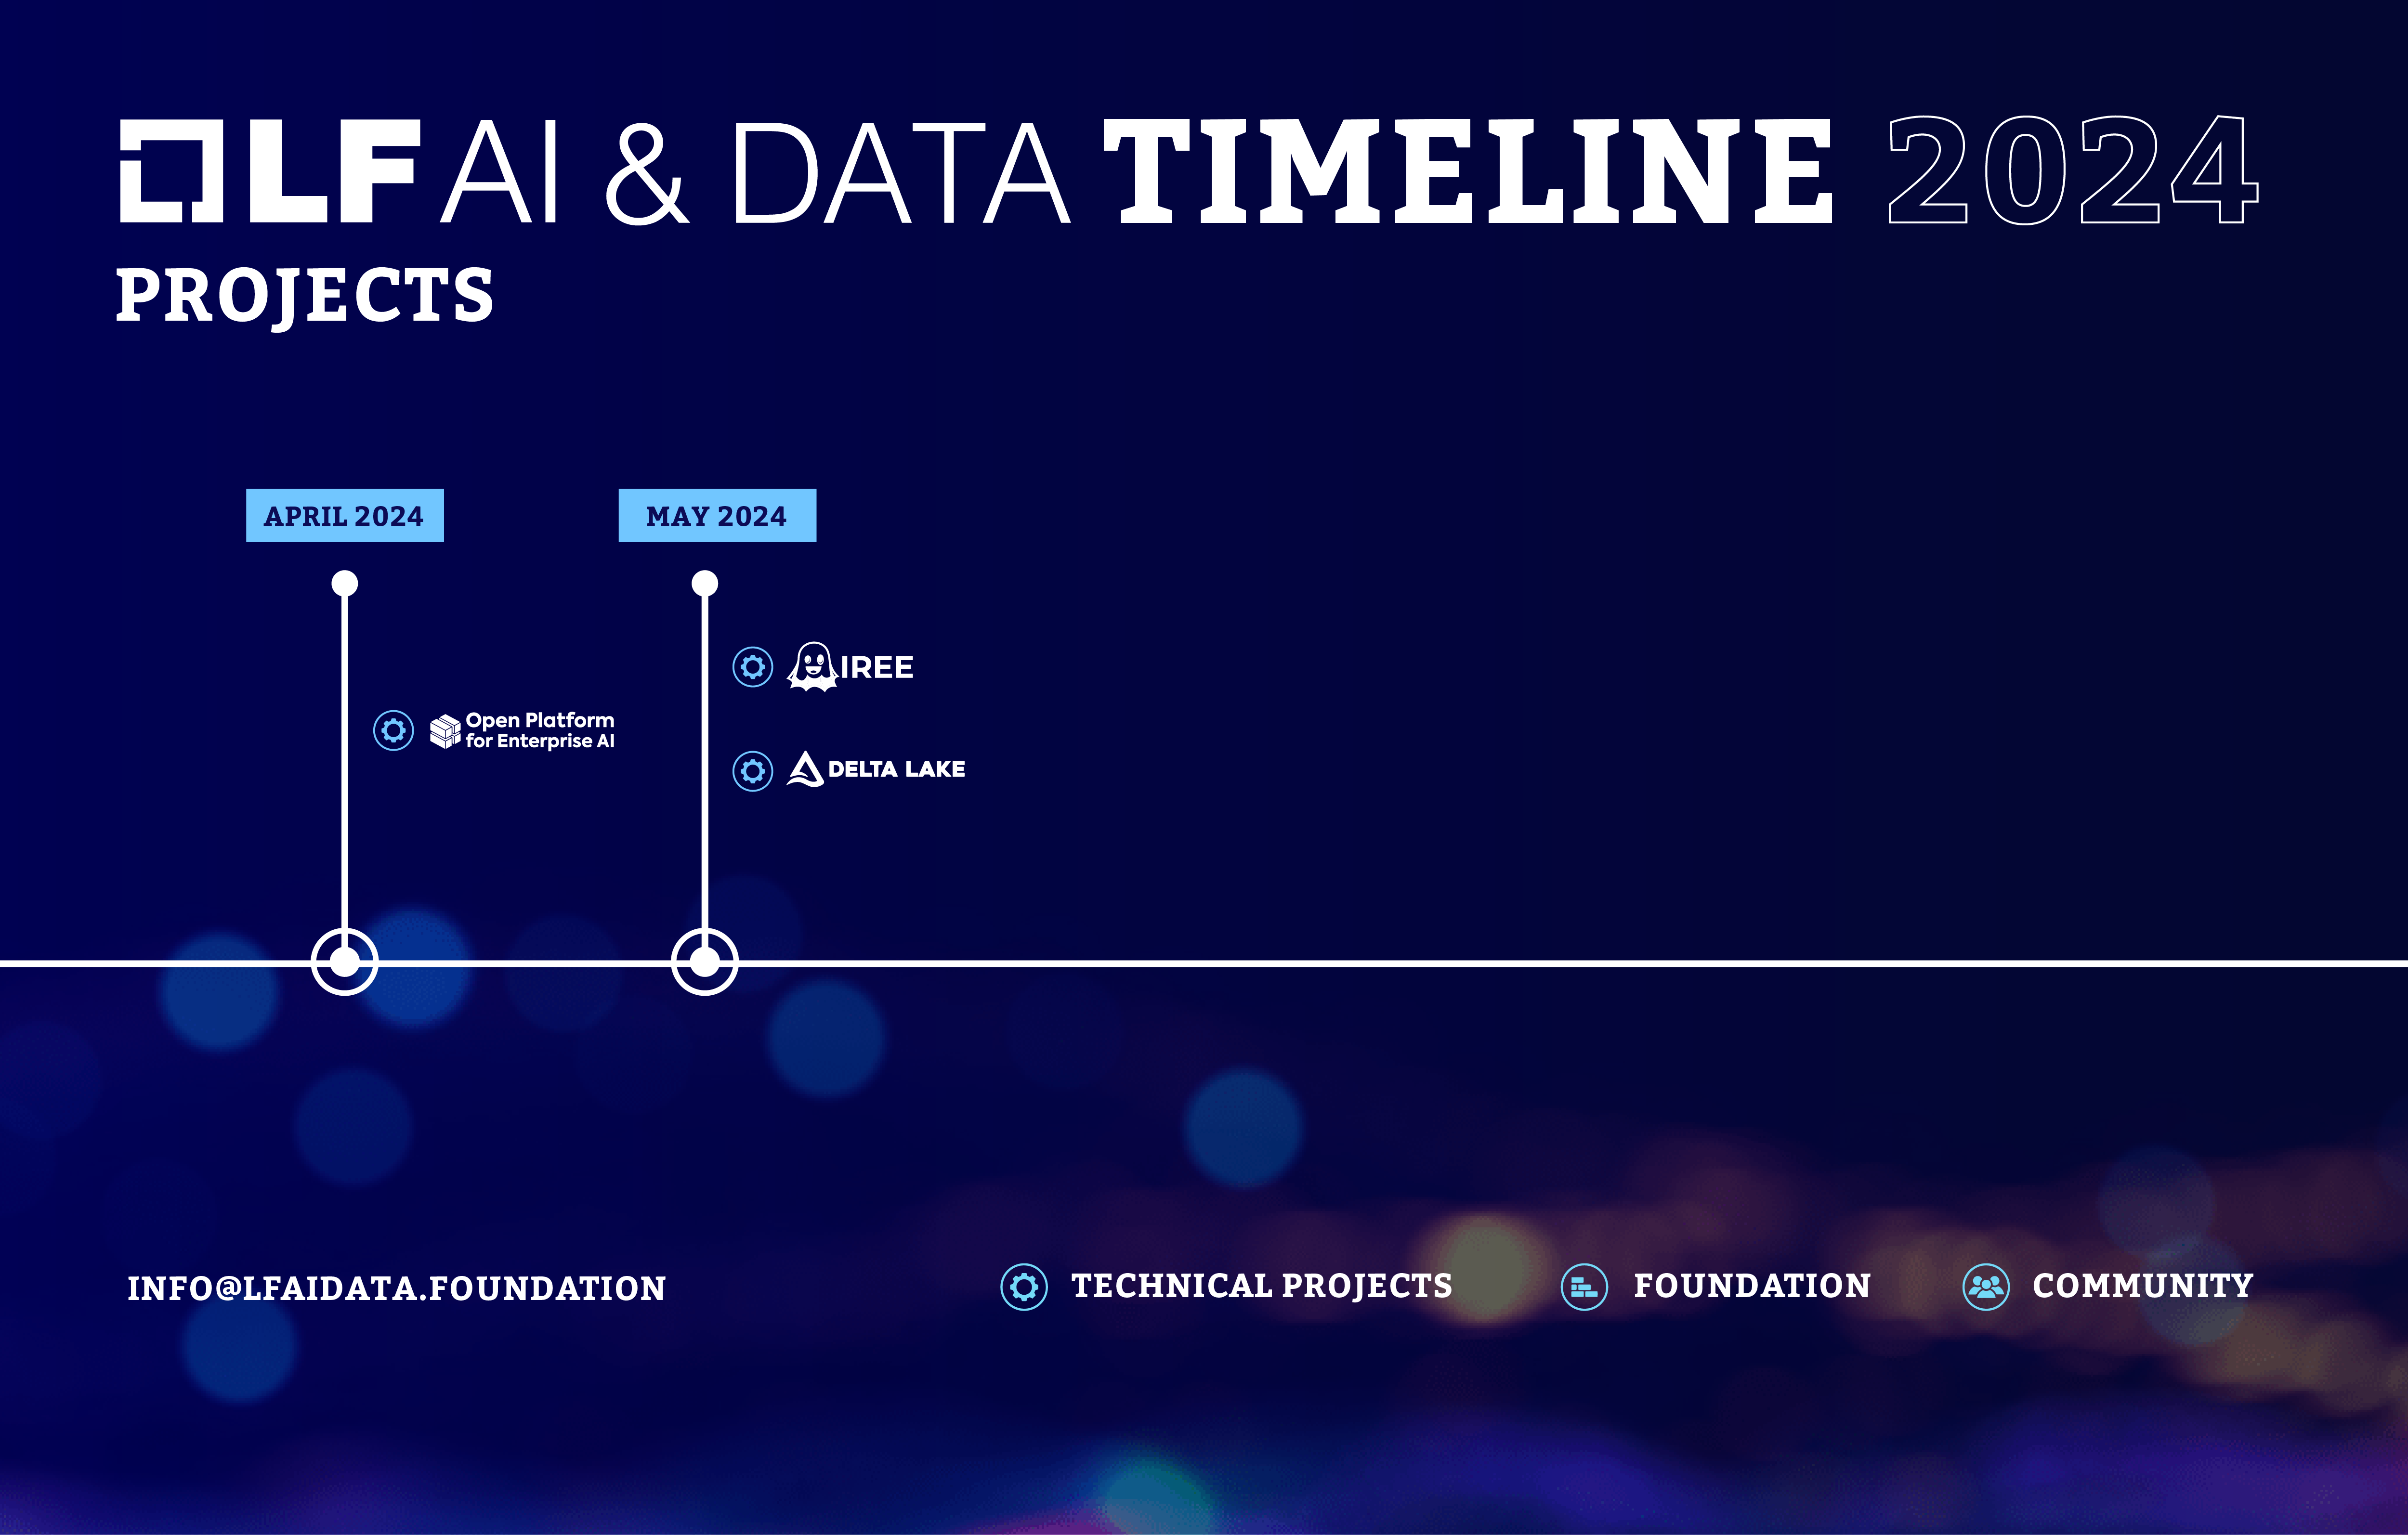 LF AI & DATA TIMELINE 2024
PROJECTS
APRIL 2024
MAY 2024
IREE
Open Platform
for Enterprise AI
DELTA LAKE
INFO@LFAIDATA.FOUNDATION
TECHNICAL PROJECTS
FOUNDATION
COMMUNITY